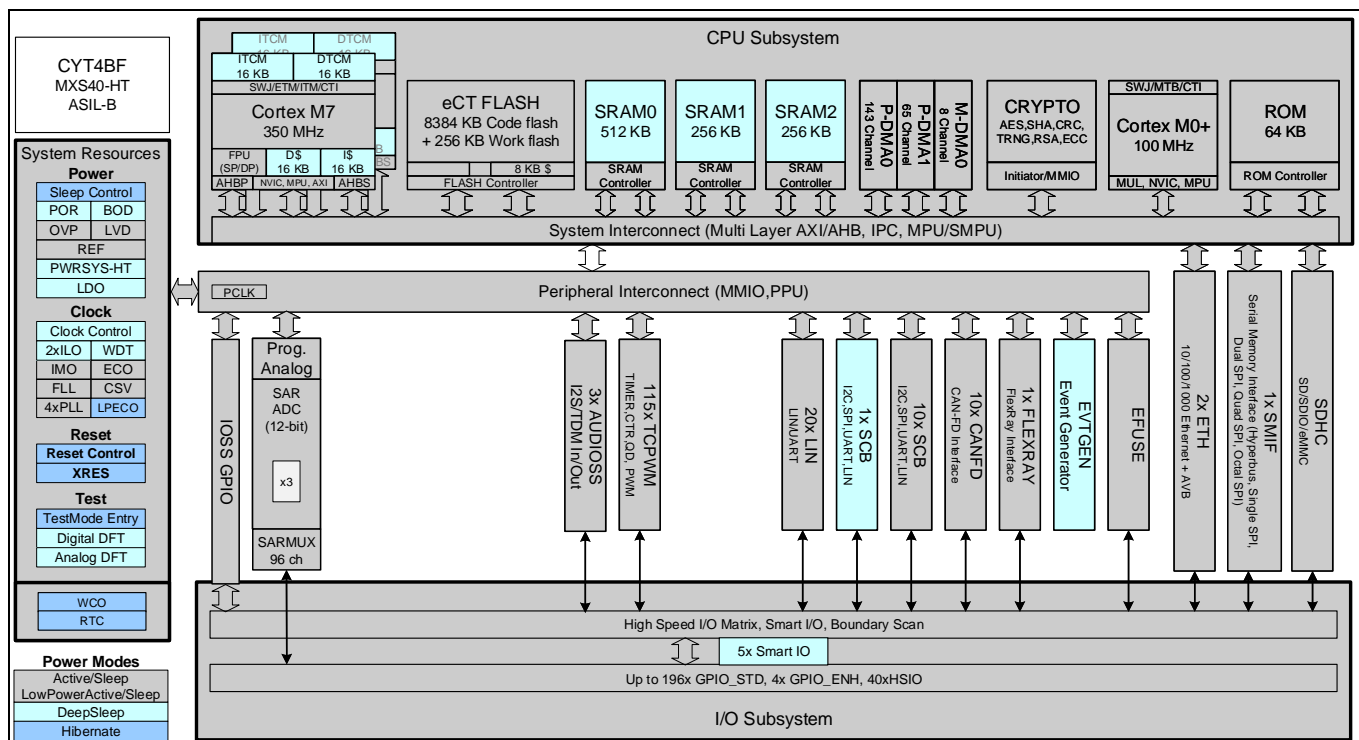 CYT4BF
MXS40-HT
ASIL-B
System Resources
Power
Sleep Control
POR BOD
OVP LVD
REF
PWRSYS-HT
LDO
Clock
Clock Control
2xILO WDT
IMO ECO
FLL CSV
4xPLL LPECO
Reset
Reset Control
XRES
Test
TestMode Entry
Digital DFT
Analog DFT
WCO
RTC
Power Modes
Active/Sleep
LowPowerActive/Sleep
DeepSleep
Hibernate
CPU Subsystem
ITCM DTCM
16 KB 16 KB
ITCM DTCM
16 KB 16 KB
SWJ/ETM/ITM/CTI
Cortex M7
350 MHz
FPU
(SP/DP)
D$
16 KB
I$
16 KB
AHBP NVIC, MPU, AXI AHBS
eCT FLASH
8384 KB Code flash
+ 256 KB Work flash
8 KB $
FLASH Controller
SRAM0
512 KB
SRAM
Controller
SRAM1
256 KB
SRAM
Controller
SRAM2
256 KB
SRAM
Controller
P-DMA0
143 Channel
P-DMA1
65 Channel
M-DMA0
8 Channel
CRYPTO
AES,SHA,CRC,
TRNG,RSA,ECC
Initiator/MMIO
SWJ/MTB/CTI
Cortex M0+
100 MHz
MUL, NVIC, MPU
ROM
64 KB
ROM Controller
System Interconnect (Multi Layer AXI/AHB, IPC, MPU/SMPU)
PCLK
Peripheral Interconnect (MMIO,PPU)
IOSS GPIO
Prog.
Analog
SAR
ADC
(12-bit)
x3
SARMUX
96 ch
3x AUDIOSS
I2S/TDM In/Out
115x TCPWM
TIMER,CTR,QD, PWM
20x LIN
LIN/UART
1x SCB
I2C,SPI,UART,LIN
10x SCB
I2C,SPI,UART,LIN
10x CANFD
CAN-FD Interface
1x FLEXRAY
FlexRay Interface
EVTGEN
Event Generator
EFUSE
2x ETH
10/100/1000 Ethernet + AVB
1x SMIF
Serial Memory Interface (Hyperbus, Single SPI,
Dual SPI, Quad SPI, Octal SPI)
SDHC
SD/SDIO/eMMC
High Speed I/O Matrix, Smart I/O, Boundary Scan
5x Smart IO
Up to 196x GPIO_STD, 4x GPIO_ENH, 40xHSIO
I/O Subsystem